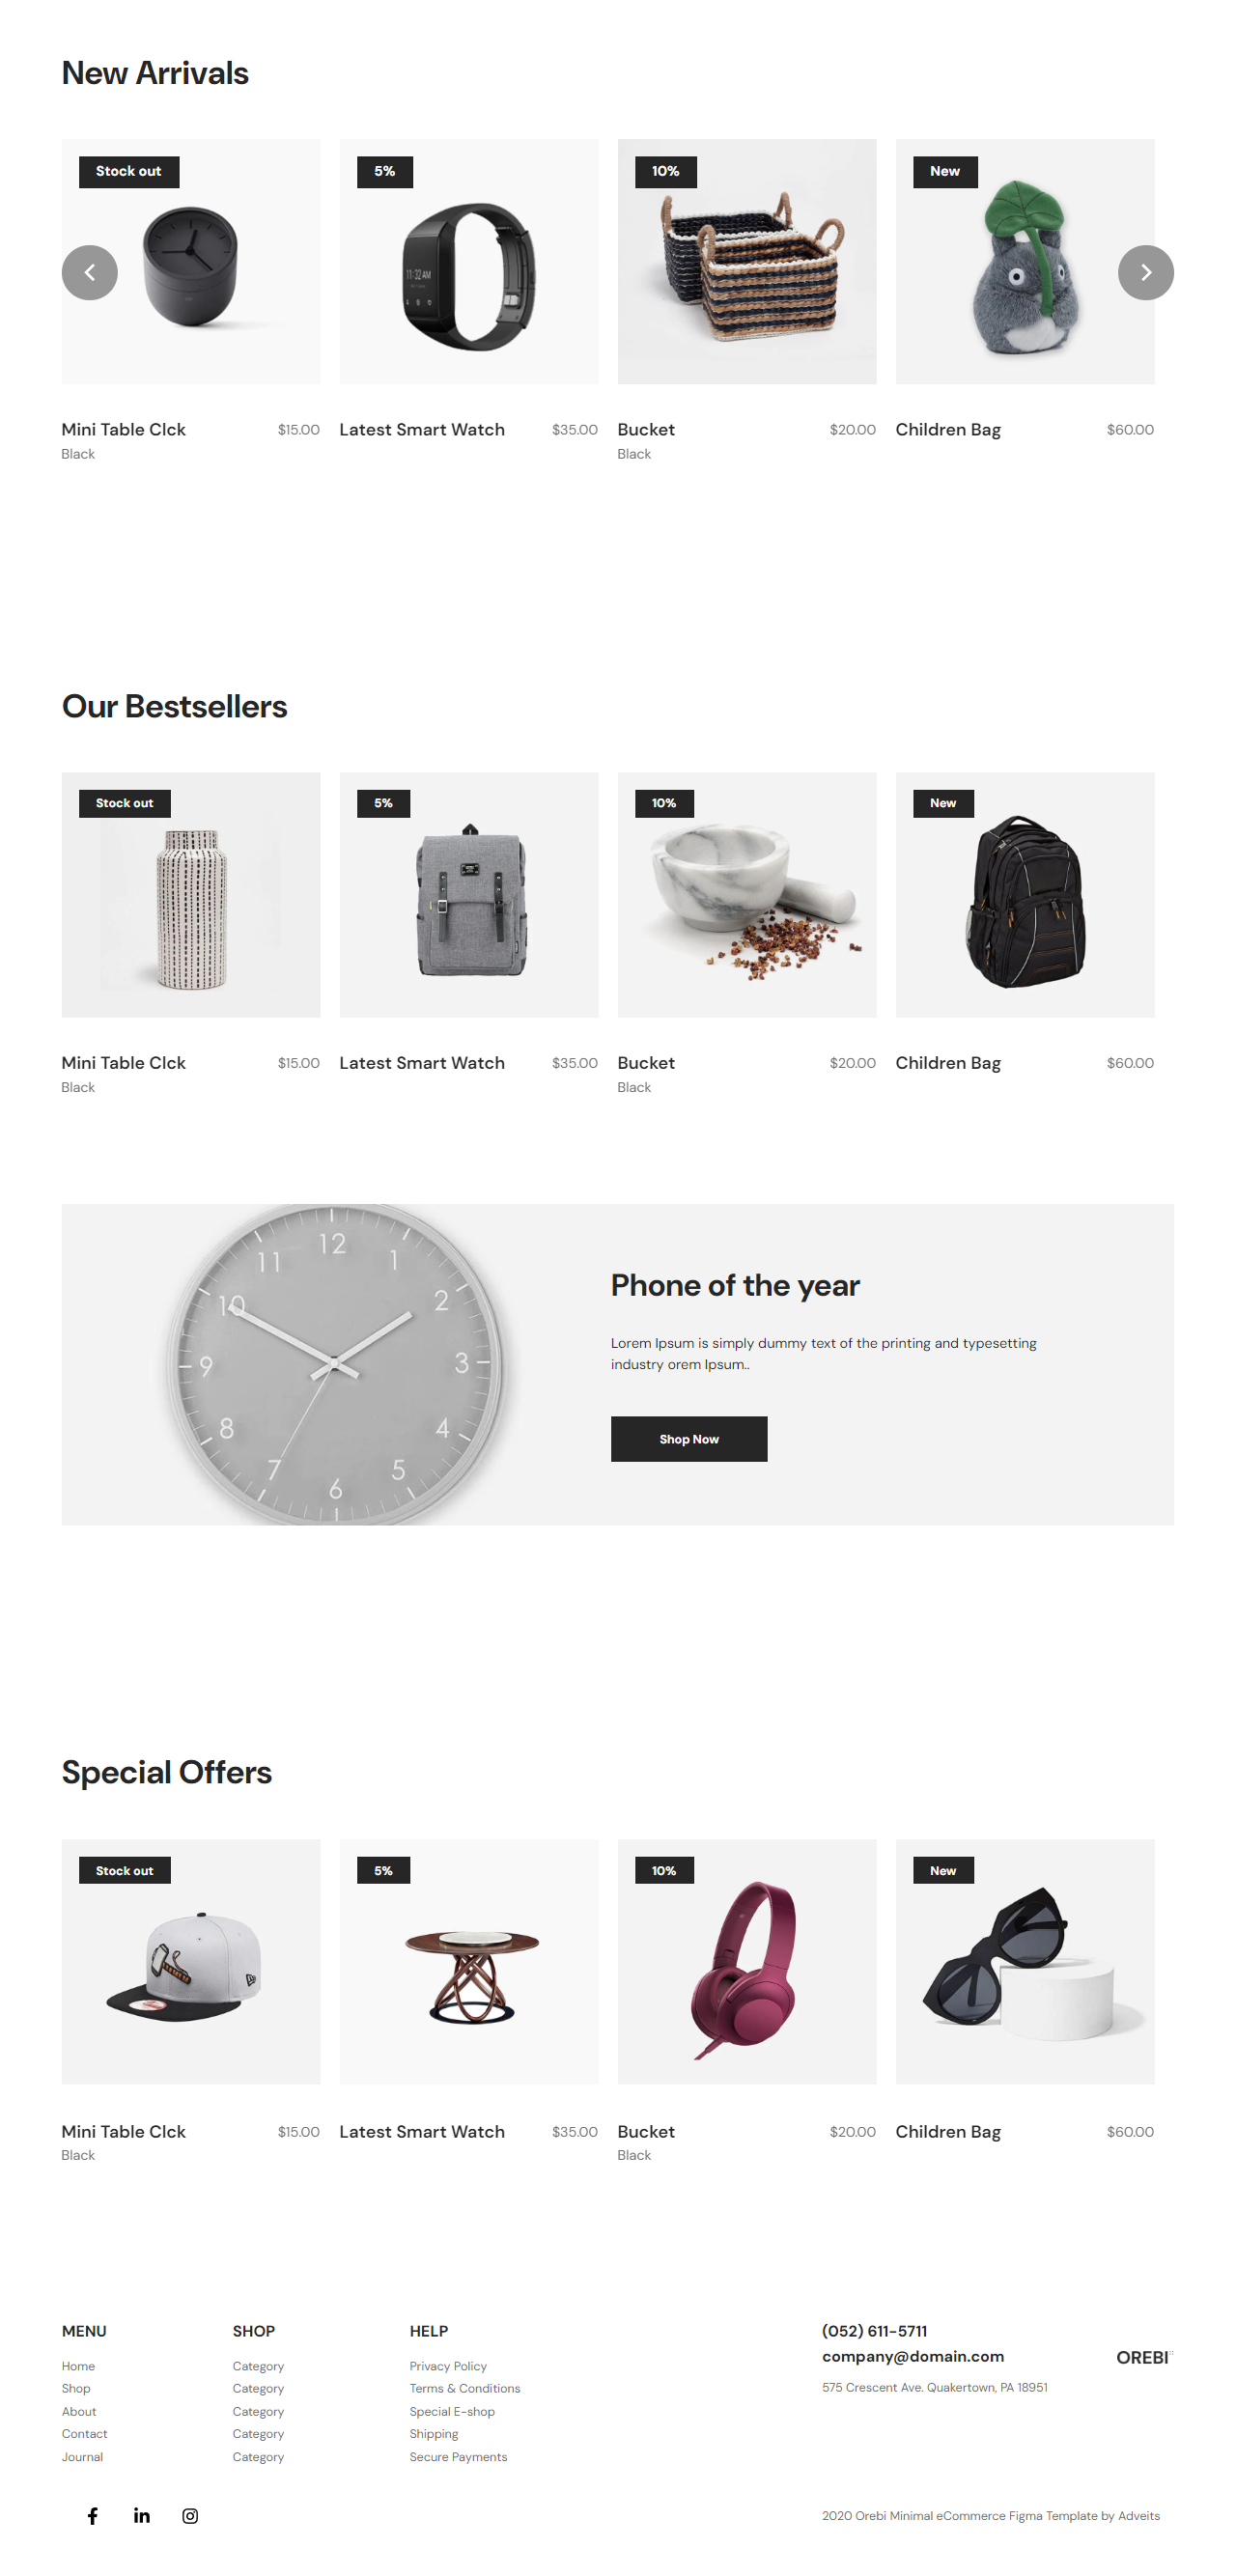 New Arrivals
Stock out
5%
10%
New
11:32 AM
Mini Table Clck
$15.00
Latest Smart Watch
$35.00
Bucket
$20.00
Children Bag
$60.00
Black
Black
Our Bestsellers
Stock out
5%
10%
New
Mini Table Clck
$15.00
Latest Smart Watch
$35.00
Bucket
$20.00
Children Bag
$60.00
Black
Black
12
11
1
10
2
9
3
8
4
7
5
6
Phone of the year
Lorem Ipsum is simply dummy text of the printing and typesetting
industry orem Ipsum..
Shop Now
Special Offers
Stock out
5%
10%
New
Mini Table Clck
$15.00
Latest Smart Watch
$35.00
Bucket
$20.00
Children Bag
$60.00
Black
Black
MENU
Home
Shop
About
Contact
Journal
SHOP
Category
Category
Category
Category
Category
HELP
Privacy Policy
Terms & Conditions
Special E-shop
Shipping
Secure Payments
(052) 611-5711
company@domain.com
575 Crescent Ave. Quakertown, PA 18951
OREBI
2020 Orebi Minimal eCommerce Figma Template by Adveits